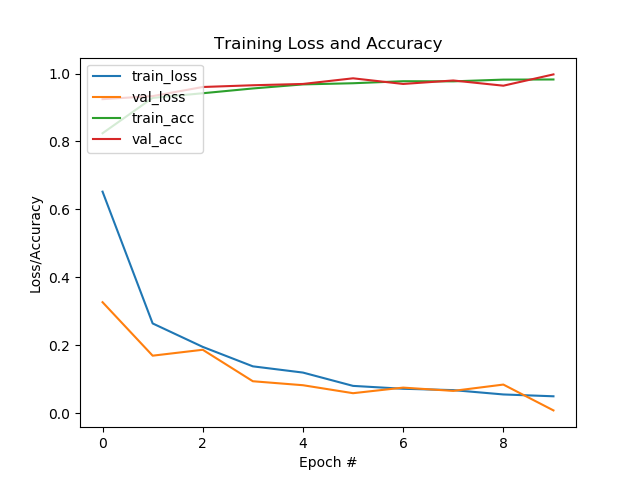 Training Loss and Accuracy
train_loss
val_loss
train_acc
val_acc
1.0
0.8
0.6
0.4
0.2
0.0
Loss/Accuracy
0 2 4 6 8
Epoch #